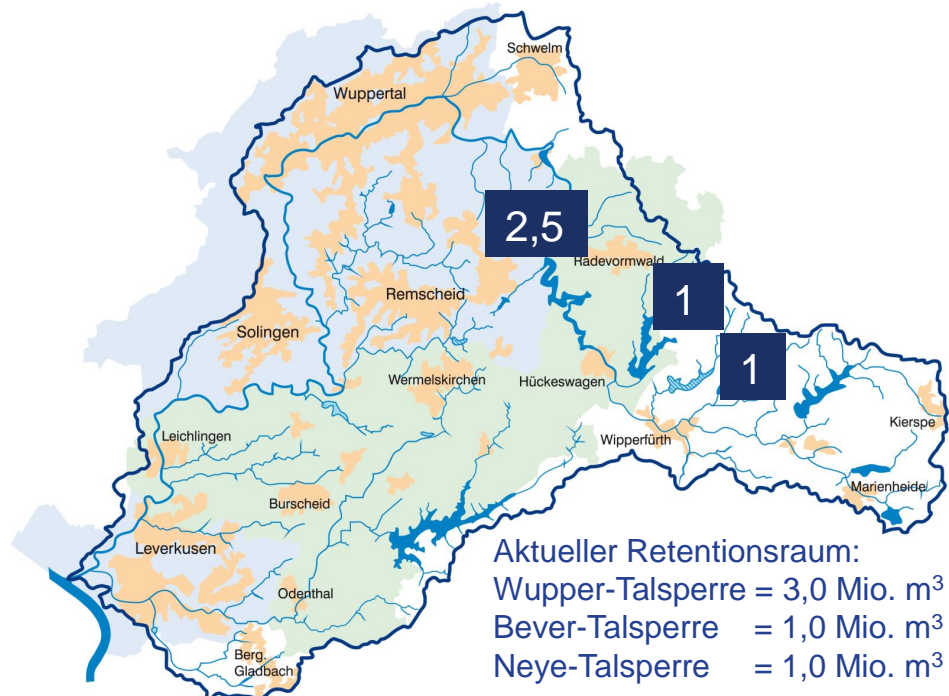 Schwelm
Wuppertal
2,5
Radevormwald
1
Remscheid
Solingen
1
Wermelskirchen
Hückeswagen
Kierspe
Leichlingen
Wipperfürth
Marienheide
Burscheid
Leverkusen
Odenthal
Berg.
Gladbach
Aktueller Retentionsraum:
Wupper-Talsperre = 3,0 Mio. m³
Bever-Talsperre = 1,0 Mio. m³
Neye-Talsperre = 1,0 Mio. m³